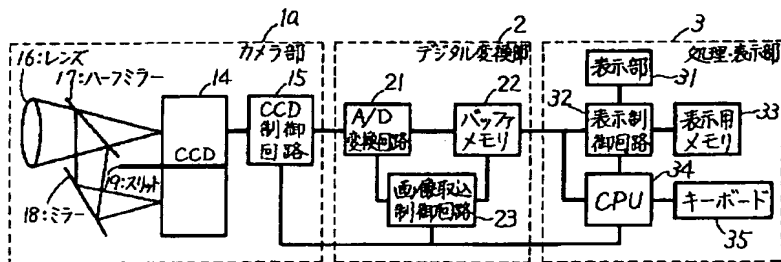 1a
カメラ部
16:レンズ
17:ハーフミラー
14
15
CCD
制御
回路
CCD
19:スリット
18:ミラー
2
デジタル変換部
21
A/D
変換回路
22
バッファ
メモリ
画像取込
制御回路
23
3
処理・表示部
表示部
31
32
表示制
御回路
33
表示用
メモリ
34
CPU
キーボード
35